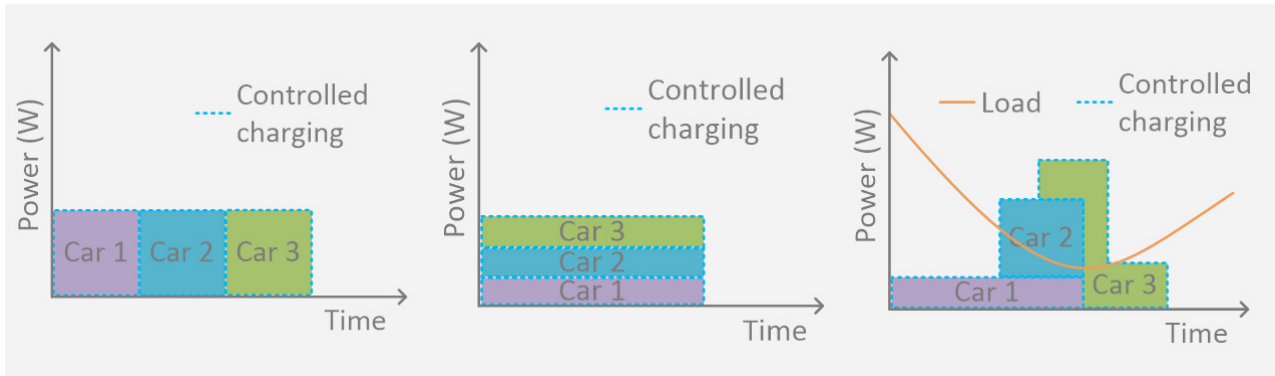 Power (W)
Controlled
charging
Car 1
Car 2
Car 3
Time
Power (W)
Controlled
charging
Car 3
Car 2
Car 1
Time
Power (W)
Load
Controlled
charging
Car 2
Car 1
Car 3
Time